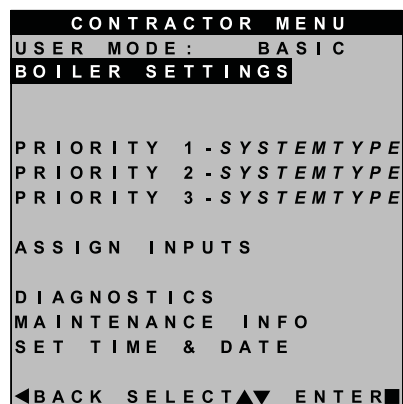 CONTRACTOR MENU
USER MODE: BASIC
BOILER SETTINGS
PRIORITY 1-SYSTEMTYPE
PRIORITY 2-SYSTEMTYPE
PRIORITY 3-SYSTEMTYPE
ASSIGN INPUTS
DIAGNOSTICS
MAINTENANCE INFO
SET TIME & DATE
◀BACK SELECT▲▼ ENTER■